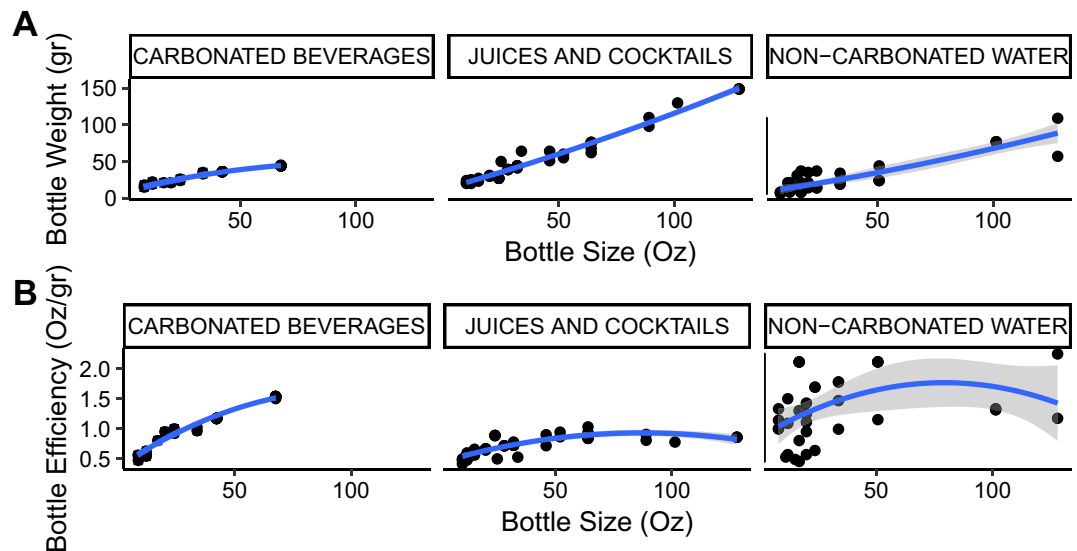 A
CARBONATED BEVERAGES
JUICES AND COCKTAILS
NON−CARBONATED WATER
Bottle Weight (gr)
150
100
50
0
50
100
50
100
50
100
Bottle Size (Oz)
B
CARBONATED BEVERAGES
JUICES AND COCKTAILS
NON−CARBONATED WATER
Bottle Efficiency (Oz/gr)
2.0
1.5
1.0
0.5
50
100
50
100
50
100
Bottle Size (Oz)